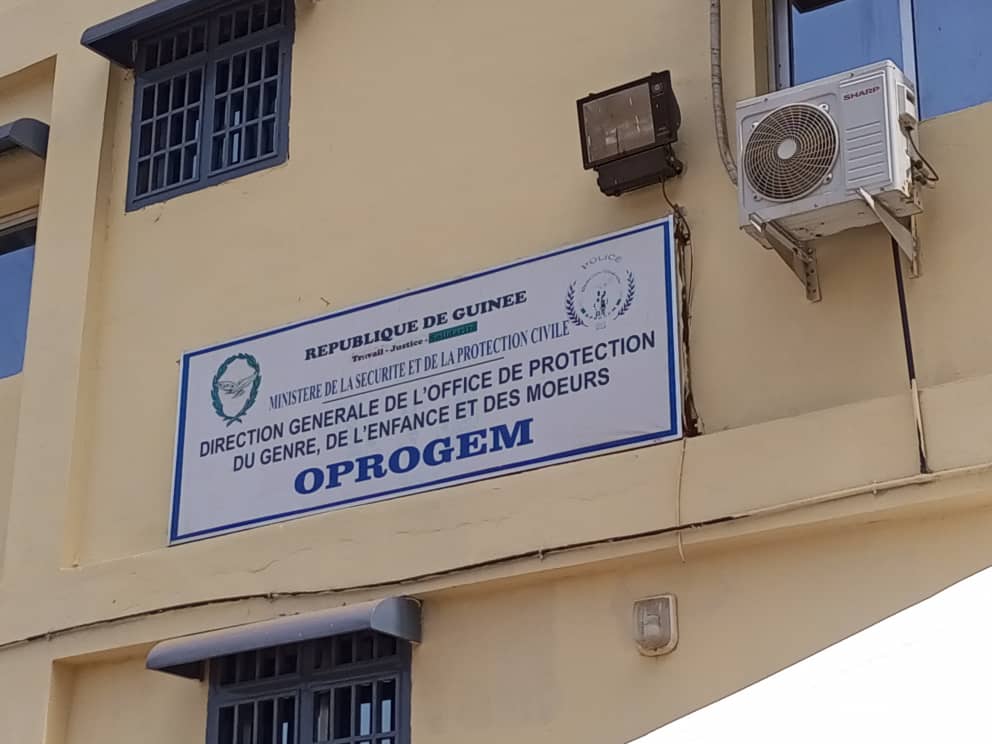 SHARP
POLICE
REPUBLIQUE DE GUINEE
Travail - Justice -
MINISTERE DE LA SECURITE ET DE LA PROTECTION CIVILE
DIRECTION GENERALE DE L'OFFICE DE PROTECTION
DU GENRE, DE L'ENFANCE ET DES MOEURS
OPROGEM